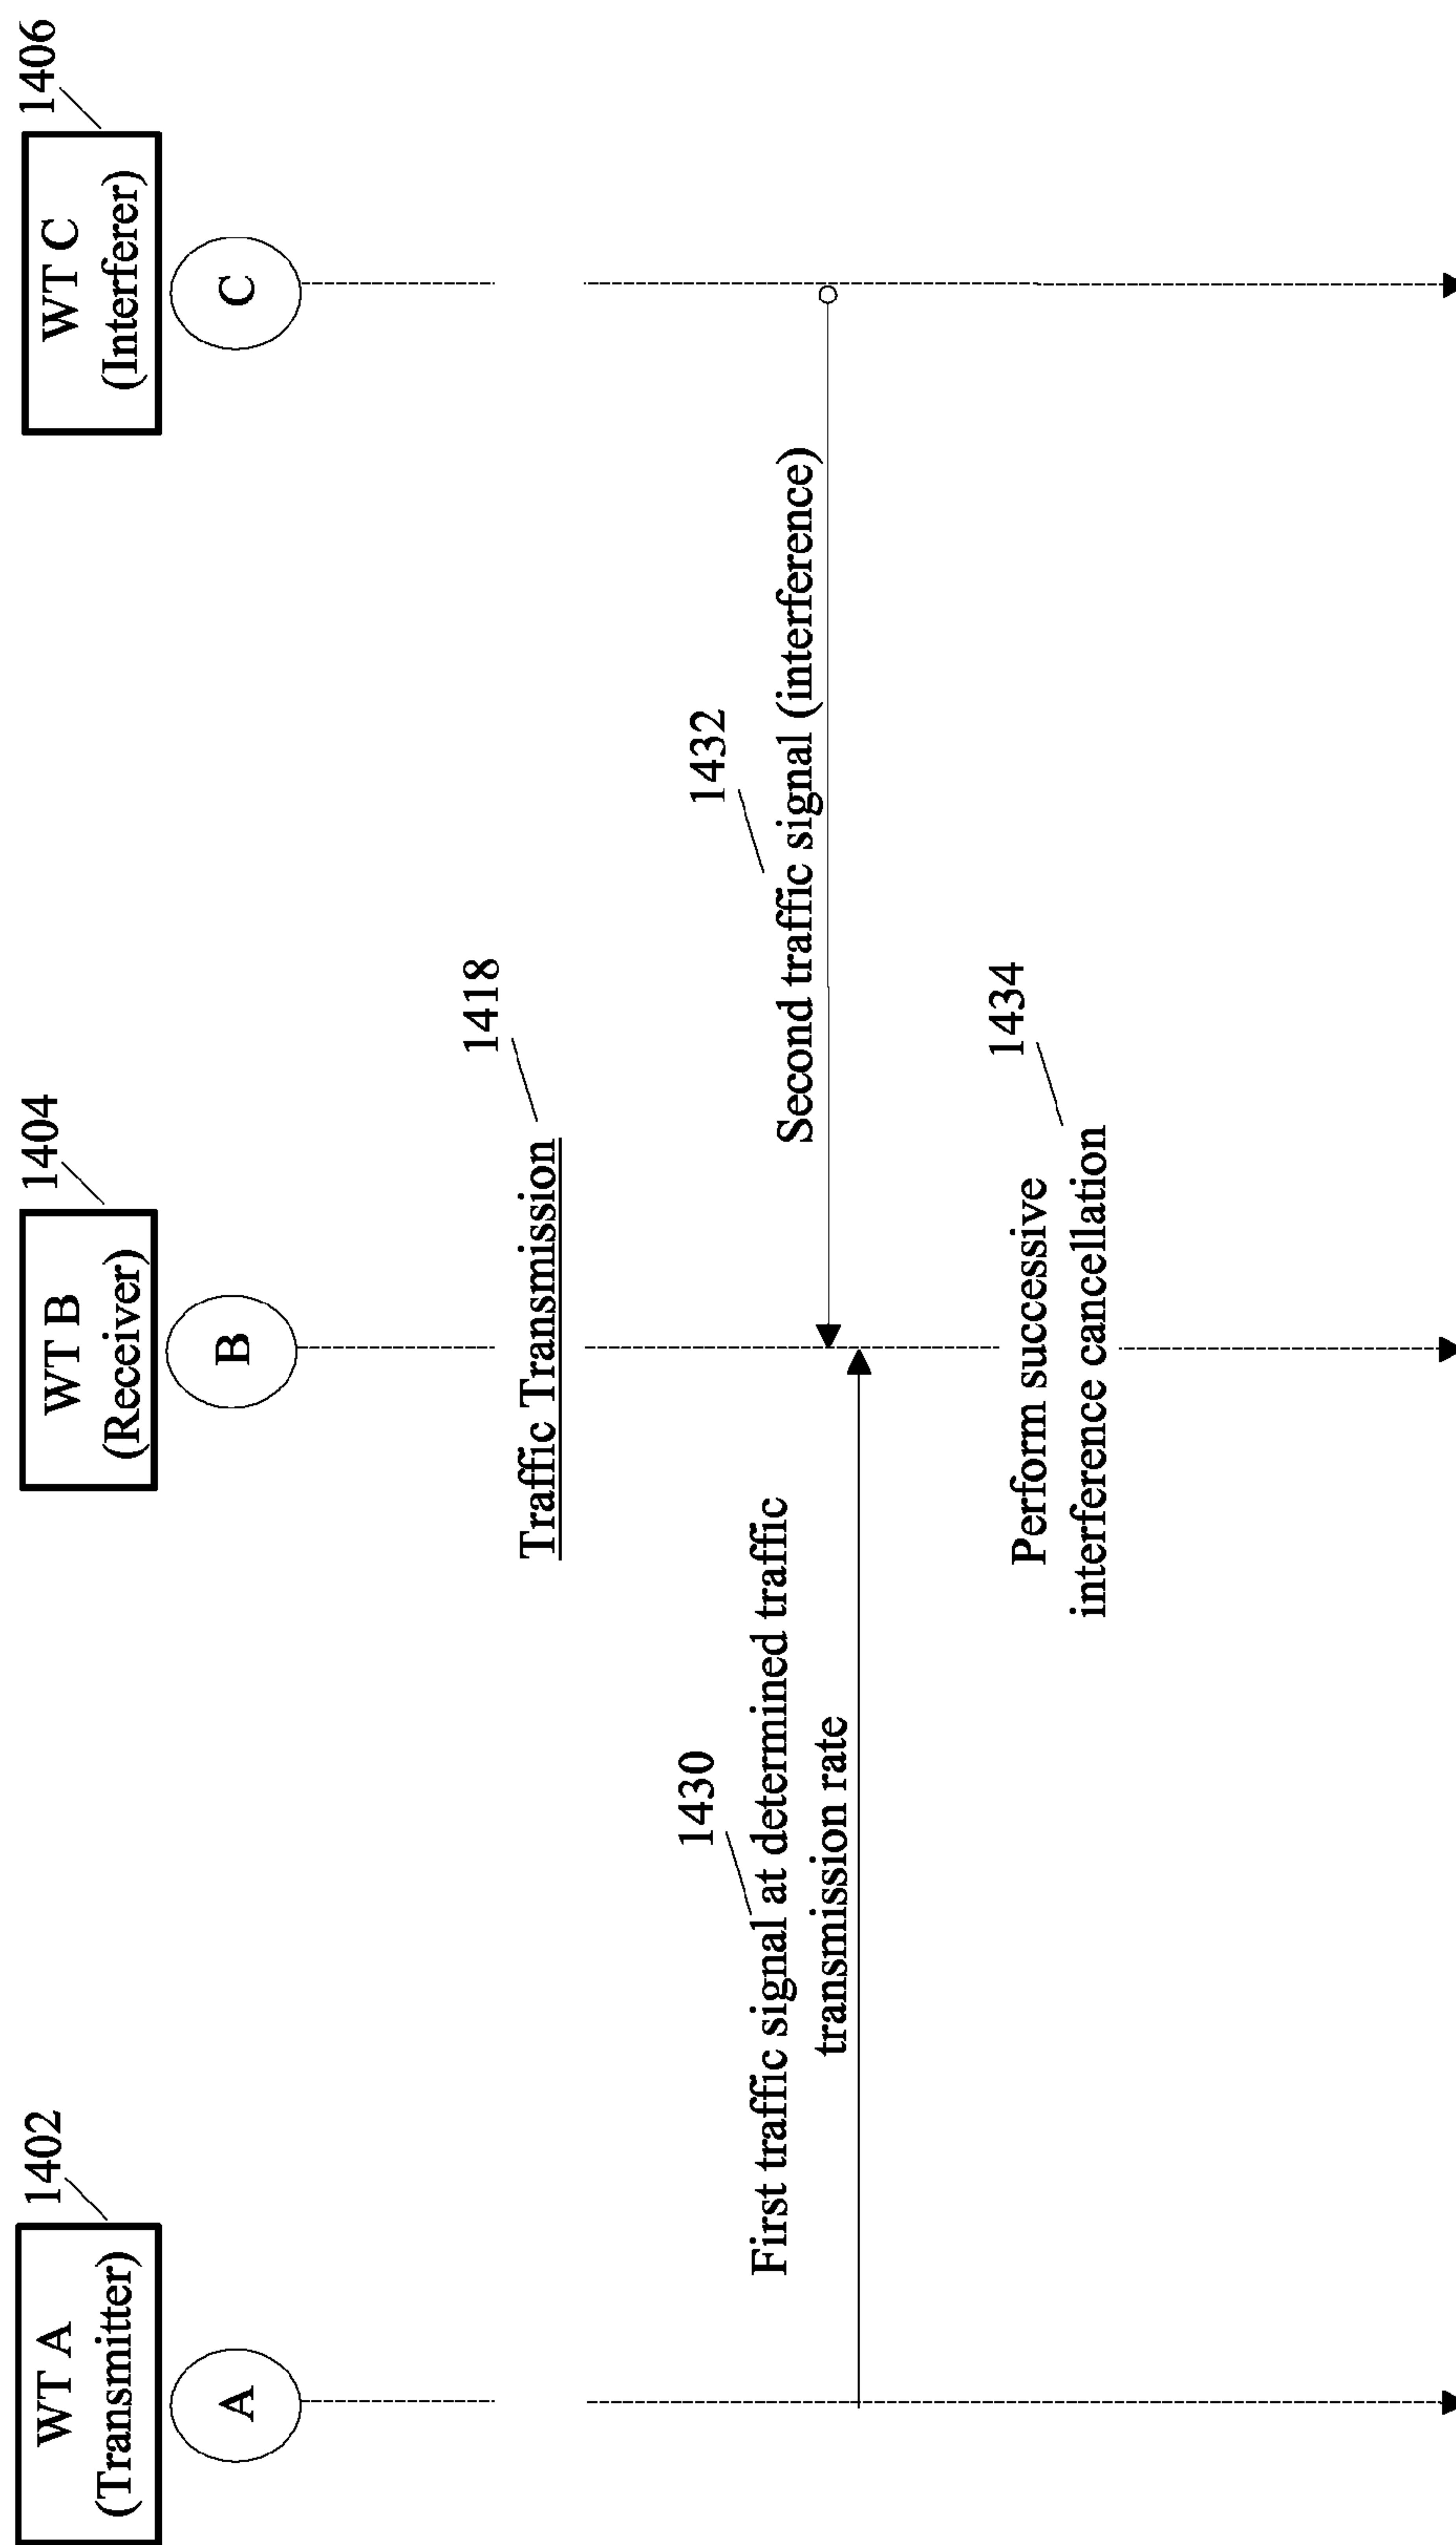 1402
WT A
(Transmitter)
A
1404
WT B
(Receiver)
B
1406
WT C
(Interferer)
C
Traffic Transmission
1418
1430
First traffic signal at determined traffic
transmission rate
1432
Second traffic signal (interference)
Perform successive
interference cancellation
1434